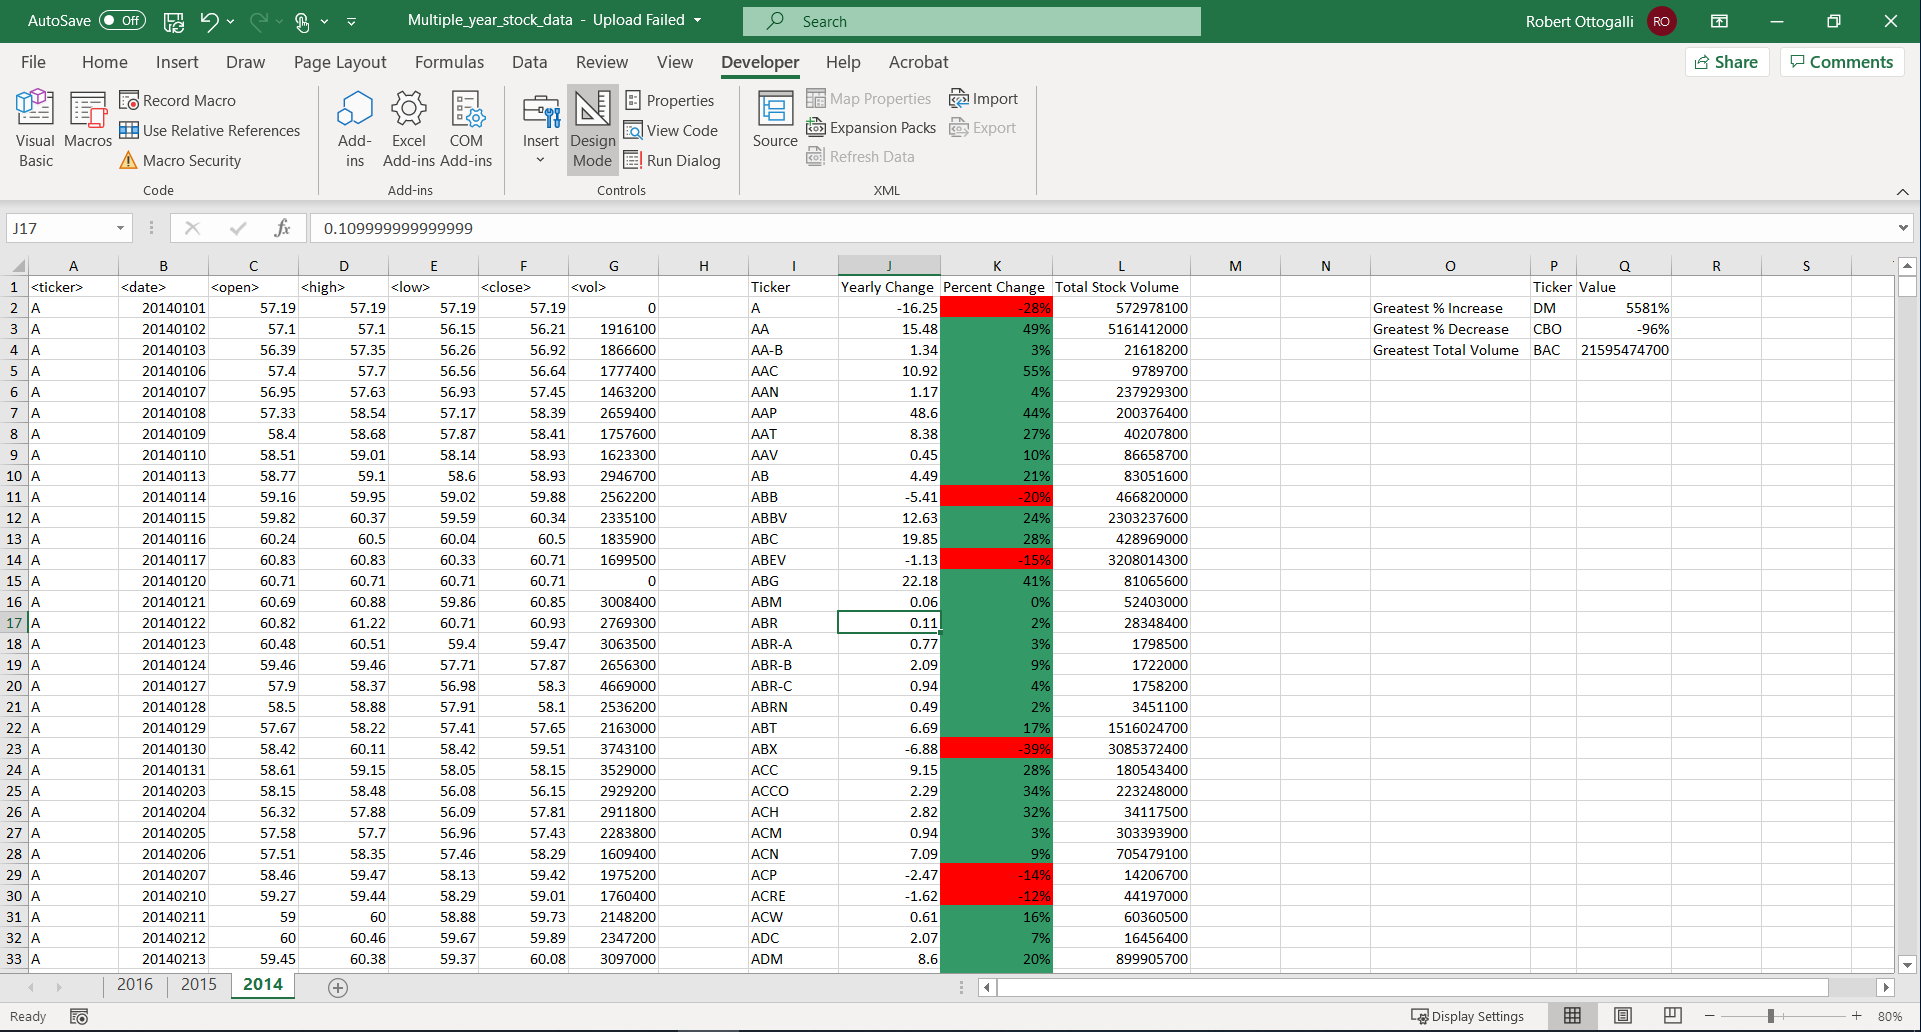 AutoSave Off Multiple_year_stock_data - Upload Failed Search Robert Ottogalli RO
File Home Insert Draw Page Layout Formulas Data Review View Developer Help Acrobat Share Comments
Visual Basic
Macros
Record Macro
Use Relative References
Macro Security
Code
Add-ins
Excel Add-ins
COM Add-ins
Add-ins
Insert
Design Mode
Properties
View Code
Run Dialog
Controls
Source
Map Properties
Expansion Packs
Refresh Data
Import
Export
XML
J17 fx 0.109999999999999
A B C D E F G H I J K L M N O P Q R S
1 <ticker> <date> <open> <high> <low> <close> <vol> Ticker Yearly Change Percent Change Total Stock Volume Ticker Value
2 A 20140101 57.19 57.19 57.19 57.19 0 A -16.25 -28% 572978100 Greatest % Increase DM 5581%
3 A 20140102 57.1 57.1 56.15 56.21 1916100 AA 15.48 49% 5161412000 Greatest % Decrease CBO -96%
4 A 20140103 56.39 57.35 56.26 56.92 1866600 AA-B 1.34 3% 21618200 Greatest Total Volume BAC 21595474700
5 A 20140106 57.4 57.7 56.56 56.64 1777400 AAC 10.92 55% 9789700
6 A 20140107 56.95 57.63 56.93 57.45 1463200 AAN 1.17 4% 237929300
7 A 20140108 57.33 58.54 57.17 58.39 2659400 AAP 48.6 44% 200376400
8 A 20140109 58.4 58.68 57.87 58.41 1757600 AAT 8.38 27% 40207800
9 A 20140110 58.51 59.01 58.14 58.93 1623300 AAV 0.45 10% 86658700
10 A 20140113 58.77 59.1 58.6 58.93 2946700 AB 4.49 21% 83051600
11 A 20140114 59.16 59.95 59.02 59.88 2562200 ABB -5.41 -20% 466820000
12 A 20140115 59.82 60.37 59.59 60.34 2335100 ABBV 12.63 24% 2303237600
13 A 20140116 60.24 60.5 60.04 60.5 1835900 ABC 19.85 28% 428969000
14 A 20140117 60.83 60.83 60.33 60.71 1699500 ABEV -1.13 -15% 3208014300
15 A 20140120 60.71 60.71 60.71 60.71 0 ABG 22.18 41% 81065600
16 A 20140121 60.69 60.88 59.86 60.85 3008400 ABM 0.06 0% 52403000
17 A 20140122 60.82 61.22 60.71 60.93 2769300 ABR 0.11 2% 28348400
18 A 20140123 60.48 60.51 59.4 59.47 3063500 ABR-A 0.77 3% 1798500
19 A 20140124 59.46 59.46 57.71 57.87 2656300 ABR-B 2.09 9% 1722000
20 A 20140127 57.9 58.37 56.98 58.3 4669000 ABR-C 0.94 4% 1758200
21 A 20140128 58.5 58.88 57.91 58.1 2536200 ABRN 0.49 2% 3451100
22 A 20140129 57.67 58.22 57.41 57.65 2163000 ABT 6.69 17% 1516024700
23 A 20140130 58.42 60.11 58.42 59.51 3743100 ABX -6.88 -39% 3085372400
24 A 20140131 58.61 59.15 58.05 58.15 3529000 ACC 9.15 28% 180543400
25 A 20140203 58.15 58.48 56.08 56.15 2929200 ACCO 2.29 34% 223248000
26 A 20140204 56.32 57.88 56.09 57.81 2911800 ACH 2.82 32% 34117500
27 A 20140205 57.58 57.7 56.96 57.43 2283800 ACM 0.94 3% 303393900
28 A 20140206 57.51 58.35 57.46 58.29 1609400 ACN 7.09 9% 705479100
29 A 20140207 58.46 59.47 58.13 59.42 1975200 ACP -2.47 -14% 14206700
30 A 20140210 59.27 59.44 58.29 59.01 1760400 ACRE -1.62 -12% 44197000
31 A 20140211 59 60 58.88 59.73 2148200 ACW 0.61 16% 60360500
32 A 20140212 60 60.46 59.67 59.89 2347200 ADC 2.07 7% 16456400
33 A 20140213 59.45 60.38 59.37 60.08 3097000 ADM 8.6 20% 899905700
2016 2015 2014
Ready Display Settings 80%